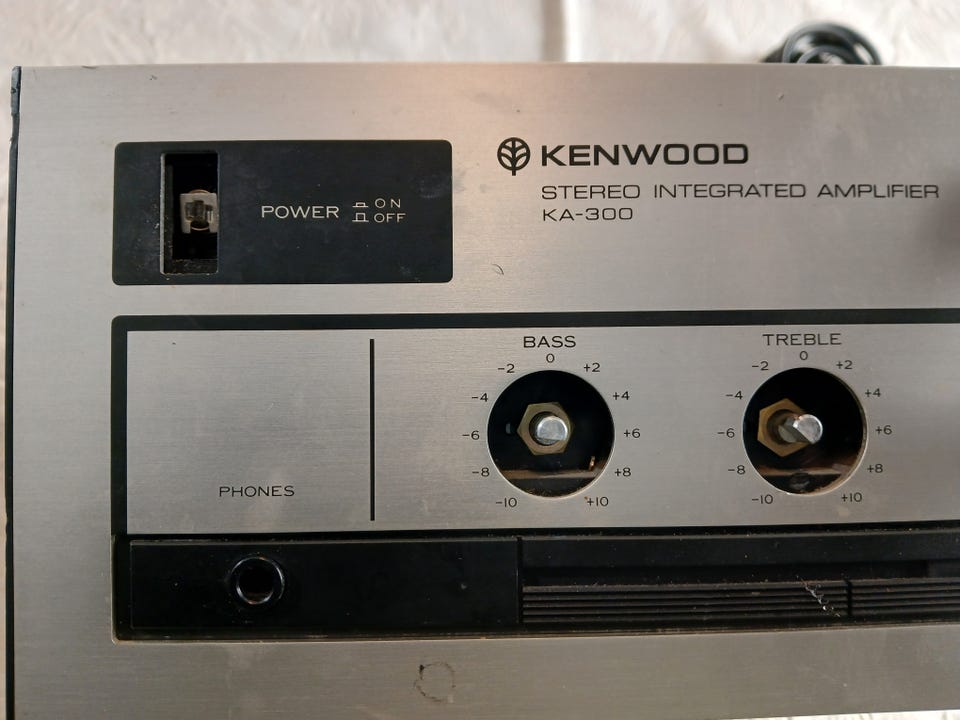 KENWOOD
STEREO INTEGRATED AMPLIFIER
KA-300
POWER ON
OFF
BASS
0
-2 +2
-4 +4
-6 +6
-8 +8
-10 +10
TREBLE
0
-2 +2
-4 +4
-6 +6
-8 +8
-10 +10
PHONES